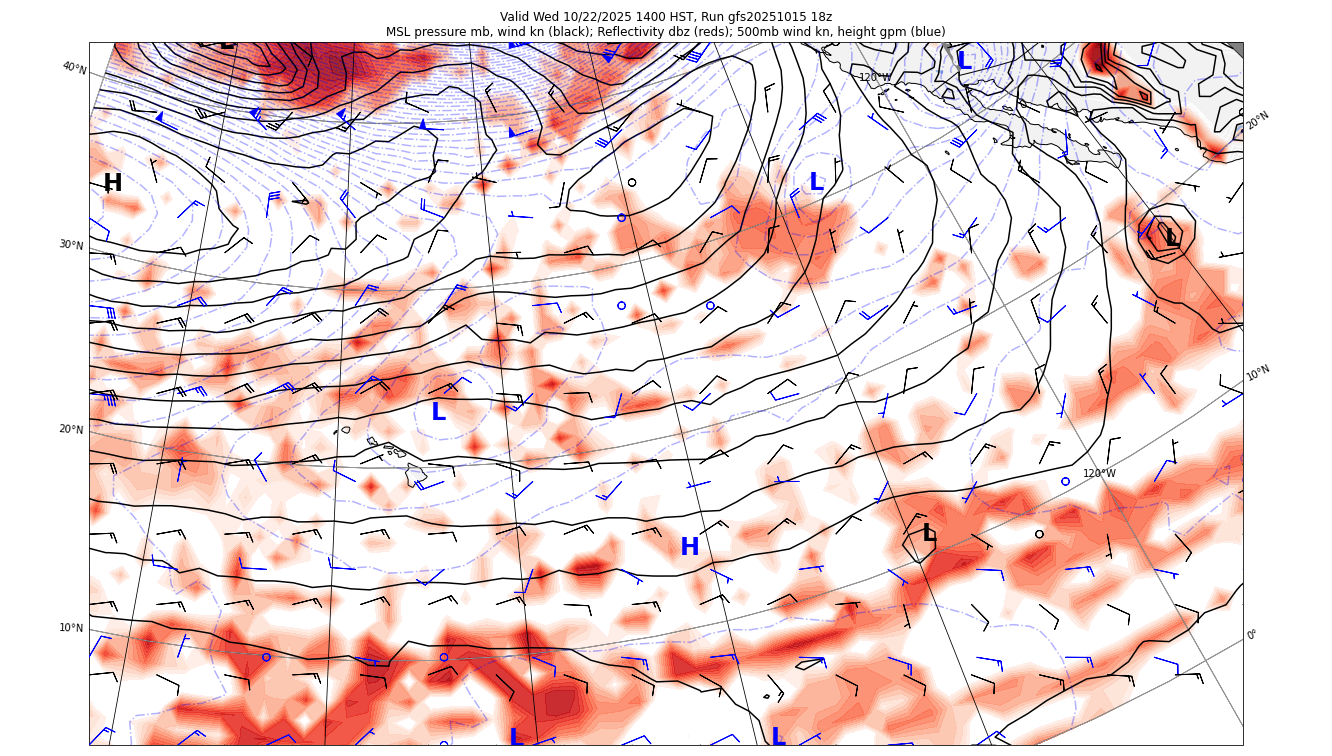 Valid Wed 10/22/2025 1400 HST, Run gfs20251015 18z
MSL pressure mb, wind kn (black); Reflectivity dbz (reds); 500mb wind kn, height gpm (blue)
L
L
40°N
120°W
20°N
H
L
L
30°N
10°N
L
20°N
120°W
L
H
10°N
0°
L
L